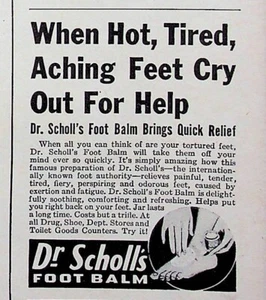 When Hot, Tired,
Aching Feet Cry
Out For Help
Dr. Scholl's Foot Balm Brings Quick Relief
When all you can think of are your tortured feet,
Dr. Scholl's Foot Balm will take them off your
mind ever so quickly. It's simply amazing how this
famous preparation of Dr. Scholl's—the internation-
ally known foot authority—relieves painful, tender,
tired, fiery, perspiring and odorous feet, caused by
exertion and fatigue. Dr. Scholl's Foot Balm is delight-
fully soothing, comforting and refreshing. Helps put
you right back on your feet. Jar lasts
a long time. Costs but a trifle. At
all Drug, Shoe, Dept. Stores and
Toilet Goods Counters. Try it!
Dr Scholl's
FOOT BALM